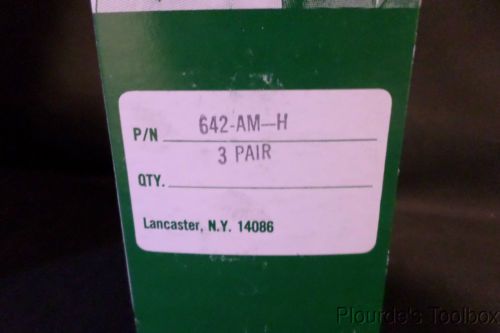 P/N 642-AM-H
3 PAIR
QTY.
Lancaster, N.Y. 14086
Plourde's Toolbox